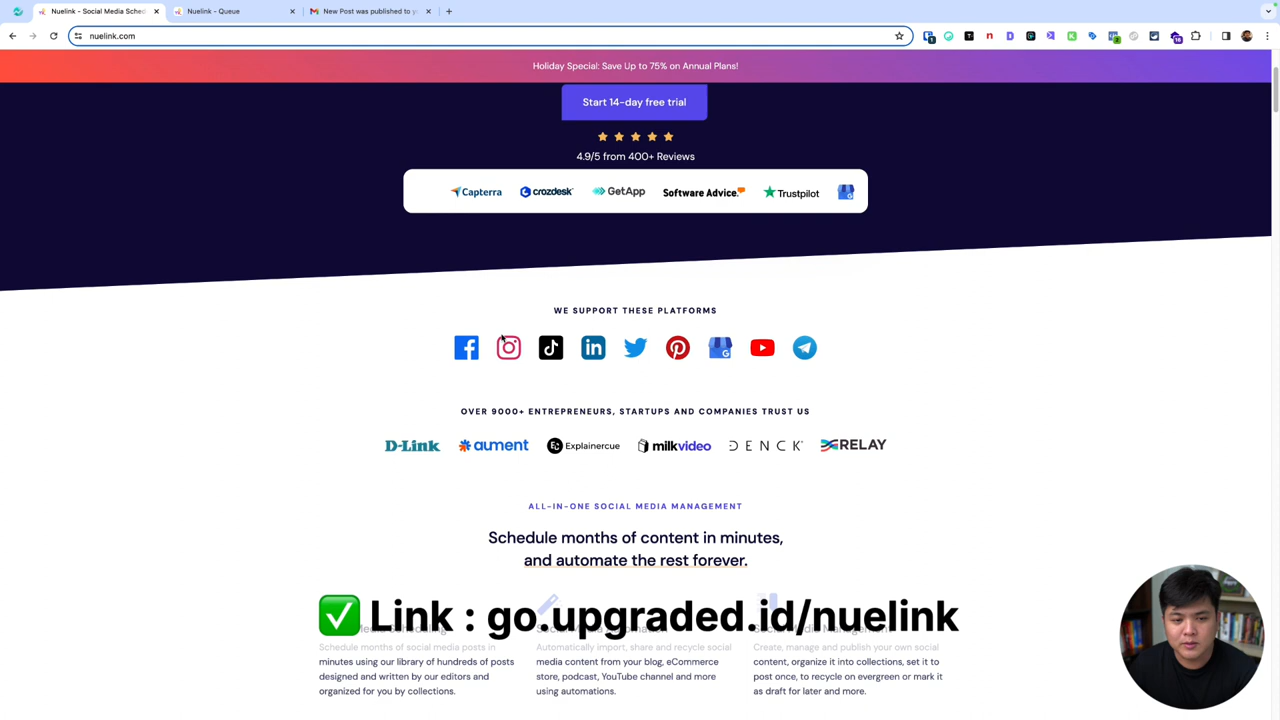 Nuelink - Social Media Sched
Nuelink - Queue
New Post was published to y
nuelink.com
Holiday Special: Save Up to 75% on Annual Plans!
Start 14-day free trial
4.9/5 from 400+ Reviews
Capterra
crozdesk
GetApp
Software Advice.
Trustpilot
WE SUPPORT THESE PLATFORMS
OVER 9000+ ENTREPRENEURS, STARTUPS AND COMPANIES TRUST US
D-Link
aument
Explainercue
milkvideo
DENCK
RELAY
ALL-IN-ONE SOCIAL MEDIA MANAGEMENT
Schedule months of content in minutes,
and automate the rest forever.
Link : go.upgraded.id/nuelink
Schedule months of social media posts in
minutes using our library of hundreds of posts
designed and written by our editors and
organized for you by collections.
Automatically import, share and recycle social
media content from your blog, eCommerce
store, podcast, YouTube channel and more
using automations.
Create, manage and publish your own social
content, organize it into collections, set it to
post once, to recycle on evergreen or mark it
as draft for later and more.